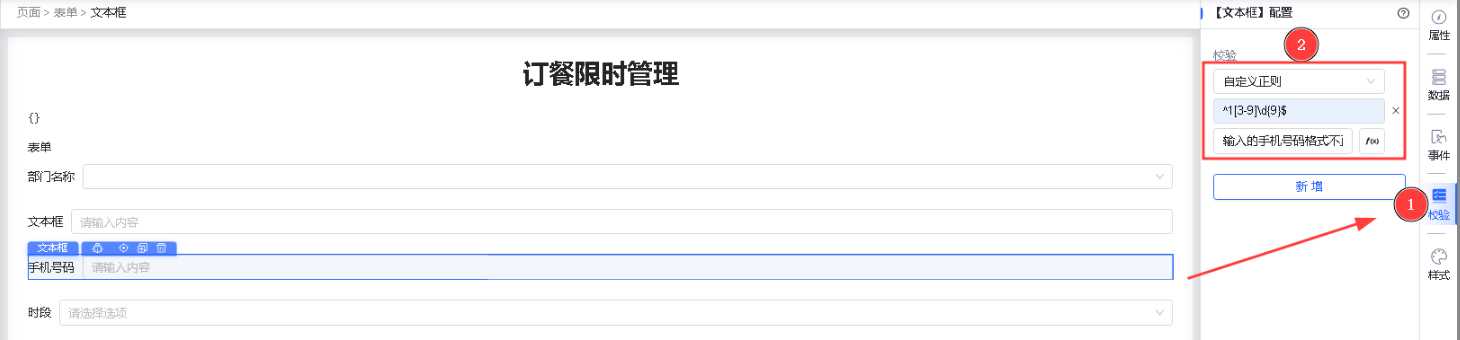 页面 > 表单 > 文本框
【文本框】配置
属性
数据
事件
校验
样式
订餐限时管理
{}
表单
部门名称
文本框 请输入内容
文本框
手机号码 请输入内容
时段 请选择选项
校验
2
自定义正则
^1[3-9]\d{9}$
输入的手机号码格式不
f(x)
新增
1